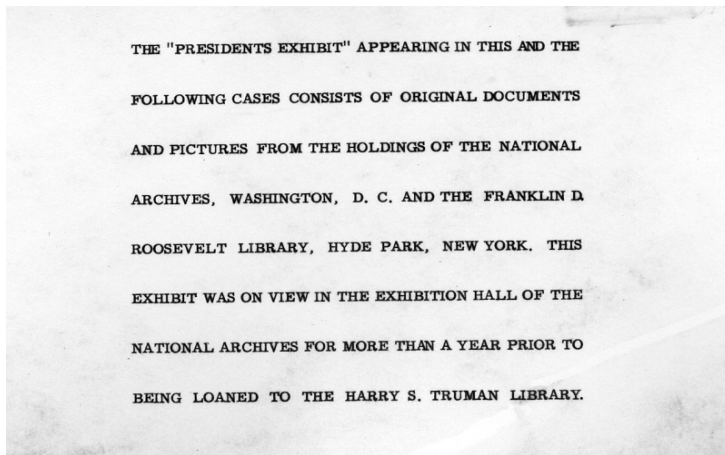 THE "PRESIDENTS EXHIBIT" APPEARING IN THIS AND THE
FOLLOWING CASES CONSISTS OF ORIGINAL DOCUMENTS
AND PICTURES FROM THE HOLDINGS OF THE NATIONAL
ARCHIVES, WASHINGTON, D. C. AND THE FRANKLIN D.
ROOSEVELT LIBRARY, HYDE PARK, NEW YORK. THIS
EXHIBIT WAS ON VIEW IN THE EXHIBITION HALL OF THE
NATIONAL ARCHIVES FOR MORE THAN A YEAR PRIOR TO
BEING LOANED TO THE HARRY S. TRUMAN LIBRARY.